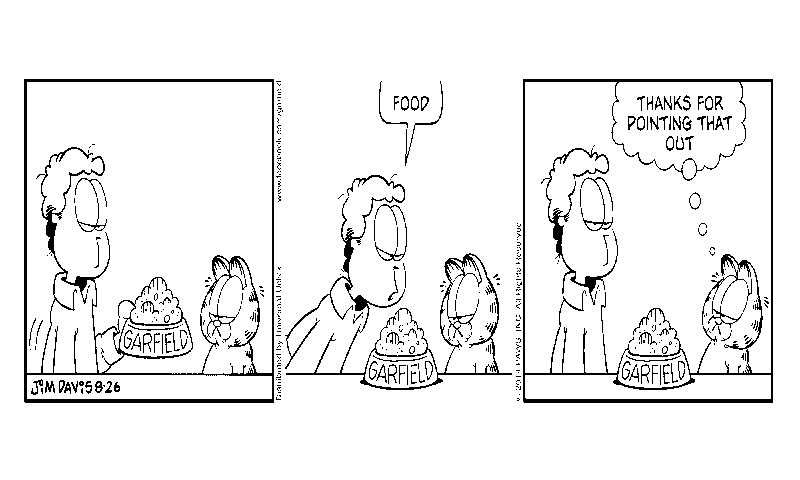 GARFIELD
JIM DAVIS 8·26
FOOD
GARFIELD
THANKS FOR
POINTING THAT
OUT
GARFIELD